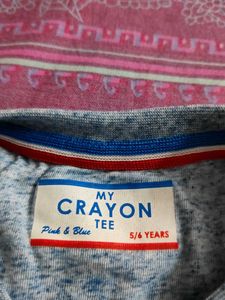 MY
CRAYON
TEE
Pink & Blue
5/6 YEARS